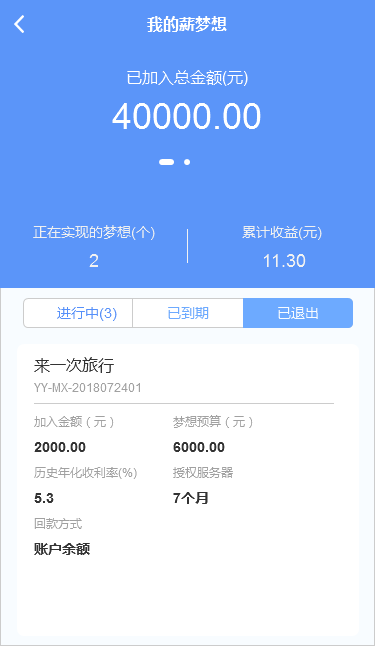 我的薪梦想
已加入总金额(元)
40000.00
正在实现的梦想(个) 累计收益(元)
2 11.30
进行中(3) 已到期 已退出
来一次旅行
YY-MX-2018072401
加入金额（元） 梦想预算（元）
2000.00 6000.00
历史年化收利率(%) 授权服务器
5.3 7个月
回款方式
账户余额